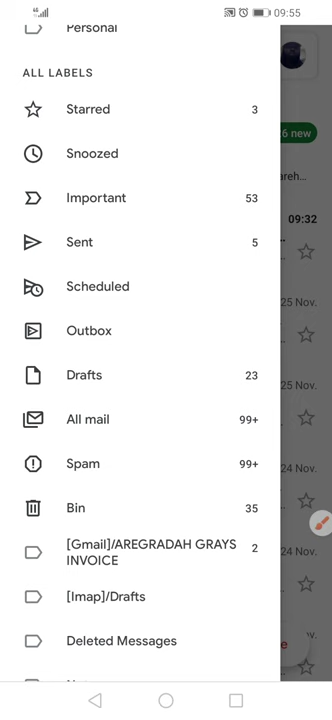 09:55
Personal
ALL LABELS
6 new
Starred 3
areh...
Snoozed
Important 53
09:32
Sent 5
Scheduled
25 Nov.
Outbox
Drafts 23
25 Nov.
All mail 99+
Spam 99+
24 Nov.
Bin 35
[Gmail]/AREGRADAH GRAYS 2
INVOICE
24 Nov.
[Imap]/Drafts
Deleted Messages